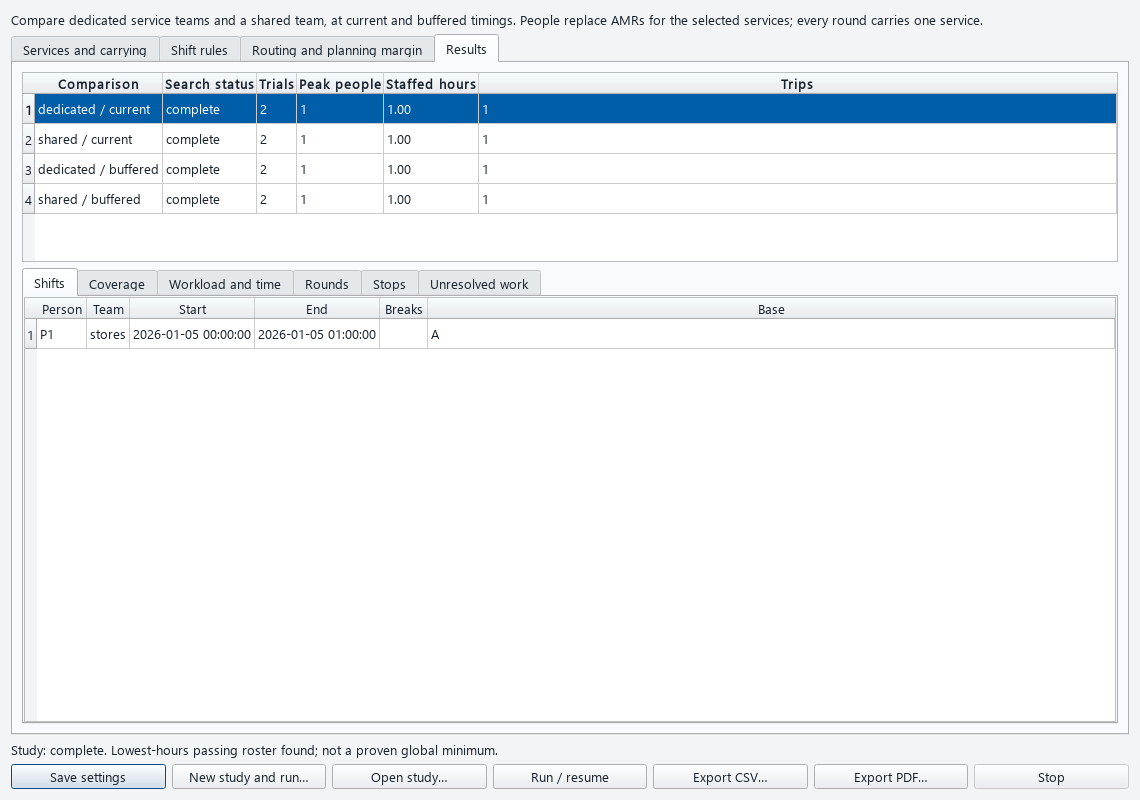 Compare dedicated service teams and a shared team, at current and buffered timings. People replace AMRs for the selected services; every round carries one service.
Services and carrying Shift rules Routing and planning margin Results
Comparison Search status Trials Peak people Staffed hours Trips
1 dedicated / current complete 2 1 1.00 1
2 shared / current complete 2 1 1.00 1
3 dedicated / buffered complete 2 1 1.00 1
4 shared / buffered complete 2 1 1.00 1
Shifts Coverage Workload and time Rounds Stops Unresolved work
Person Team Start End Breaks Base
1 P1 stores 2026-01-05 00:00:00 2026-01-05 01:00:00 A
Study: complete. Lowest-hours passing roster found; not a proven global minimum.
Save settings New study and run... Open study... Run / resume Export CSV... Export PDF... Stop